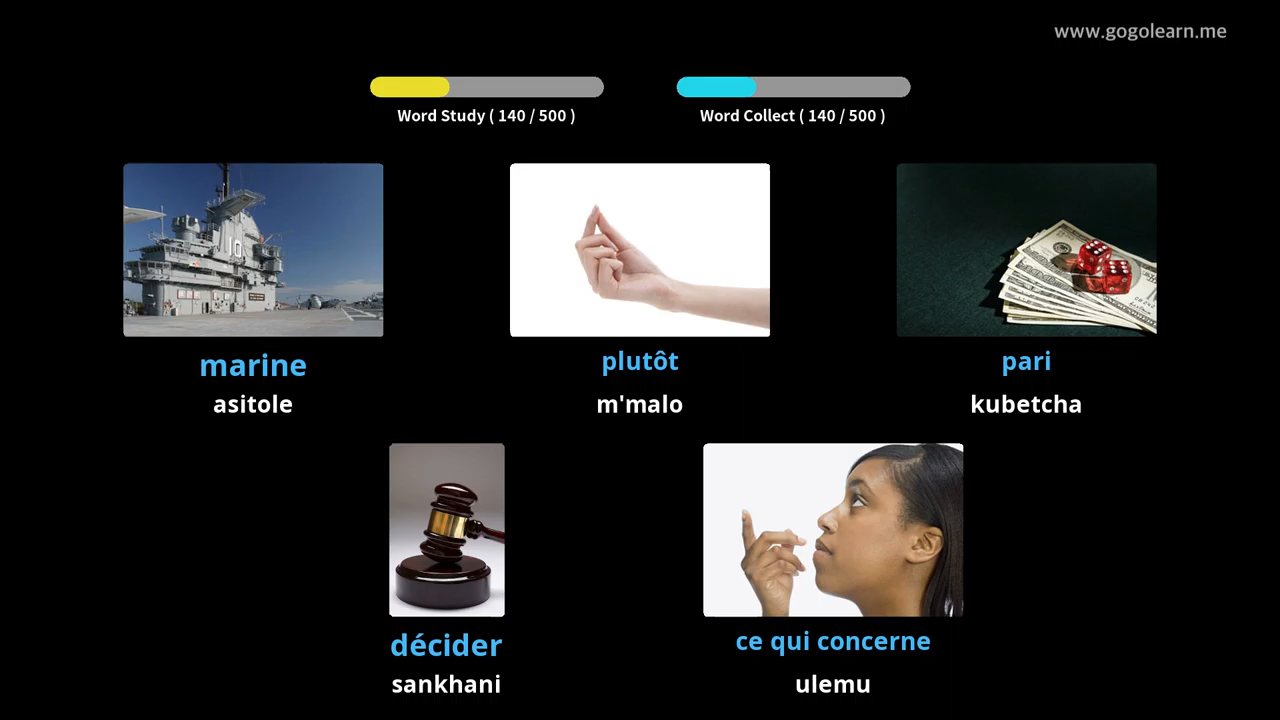 www.gogolearn.me
Word Study ( 140 / 500 )
Word Collect ( 140 / 500 )
10
marine
plutôt
pari
asitole
m'malo
kubetcha
décider
ce qui concerne
sankhani
ulemu